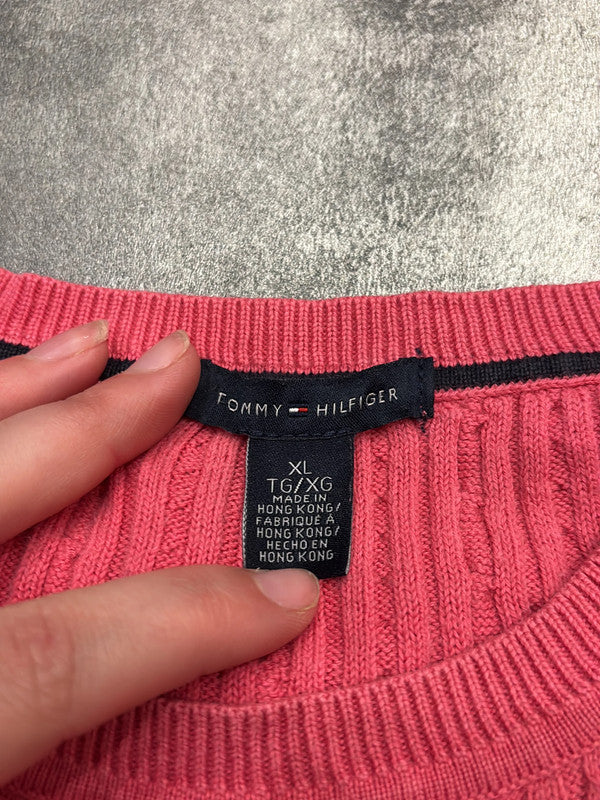 TOMMY HILFIGER
XL
TG/XG
MADE IN
HONG KONG/
FABRIQUÉ À
HONG KONG/
HECHO EN
HONG KONG